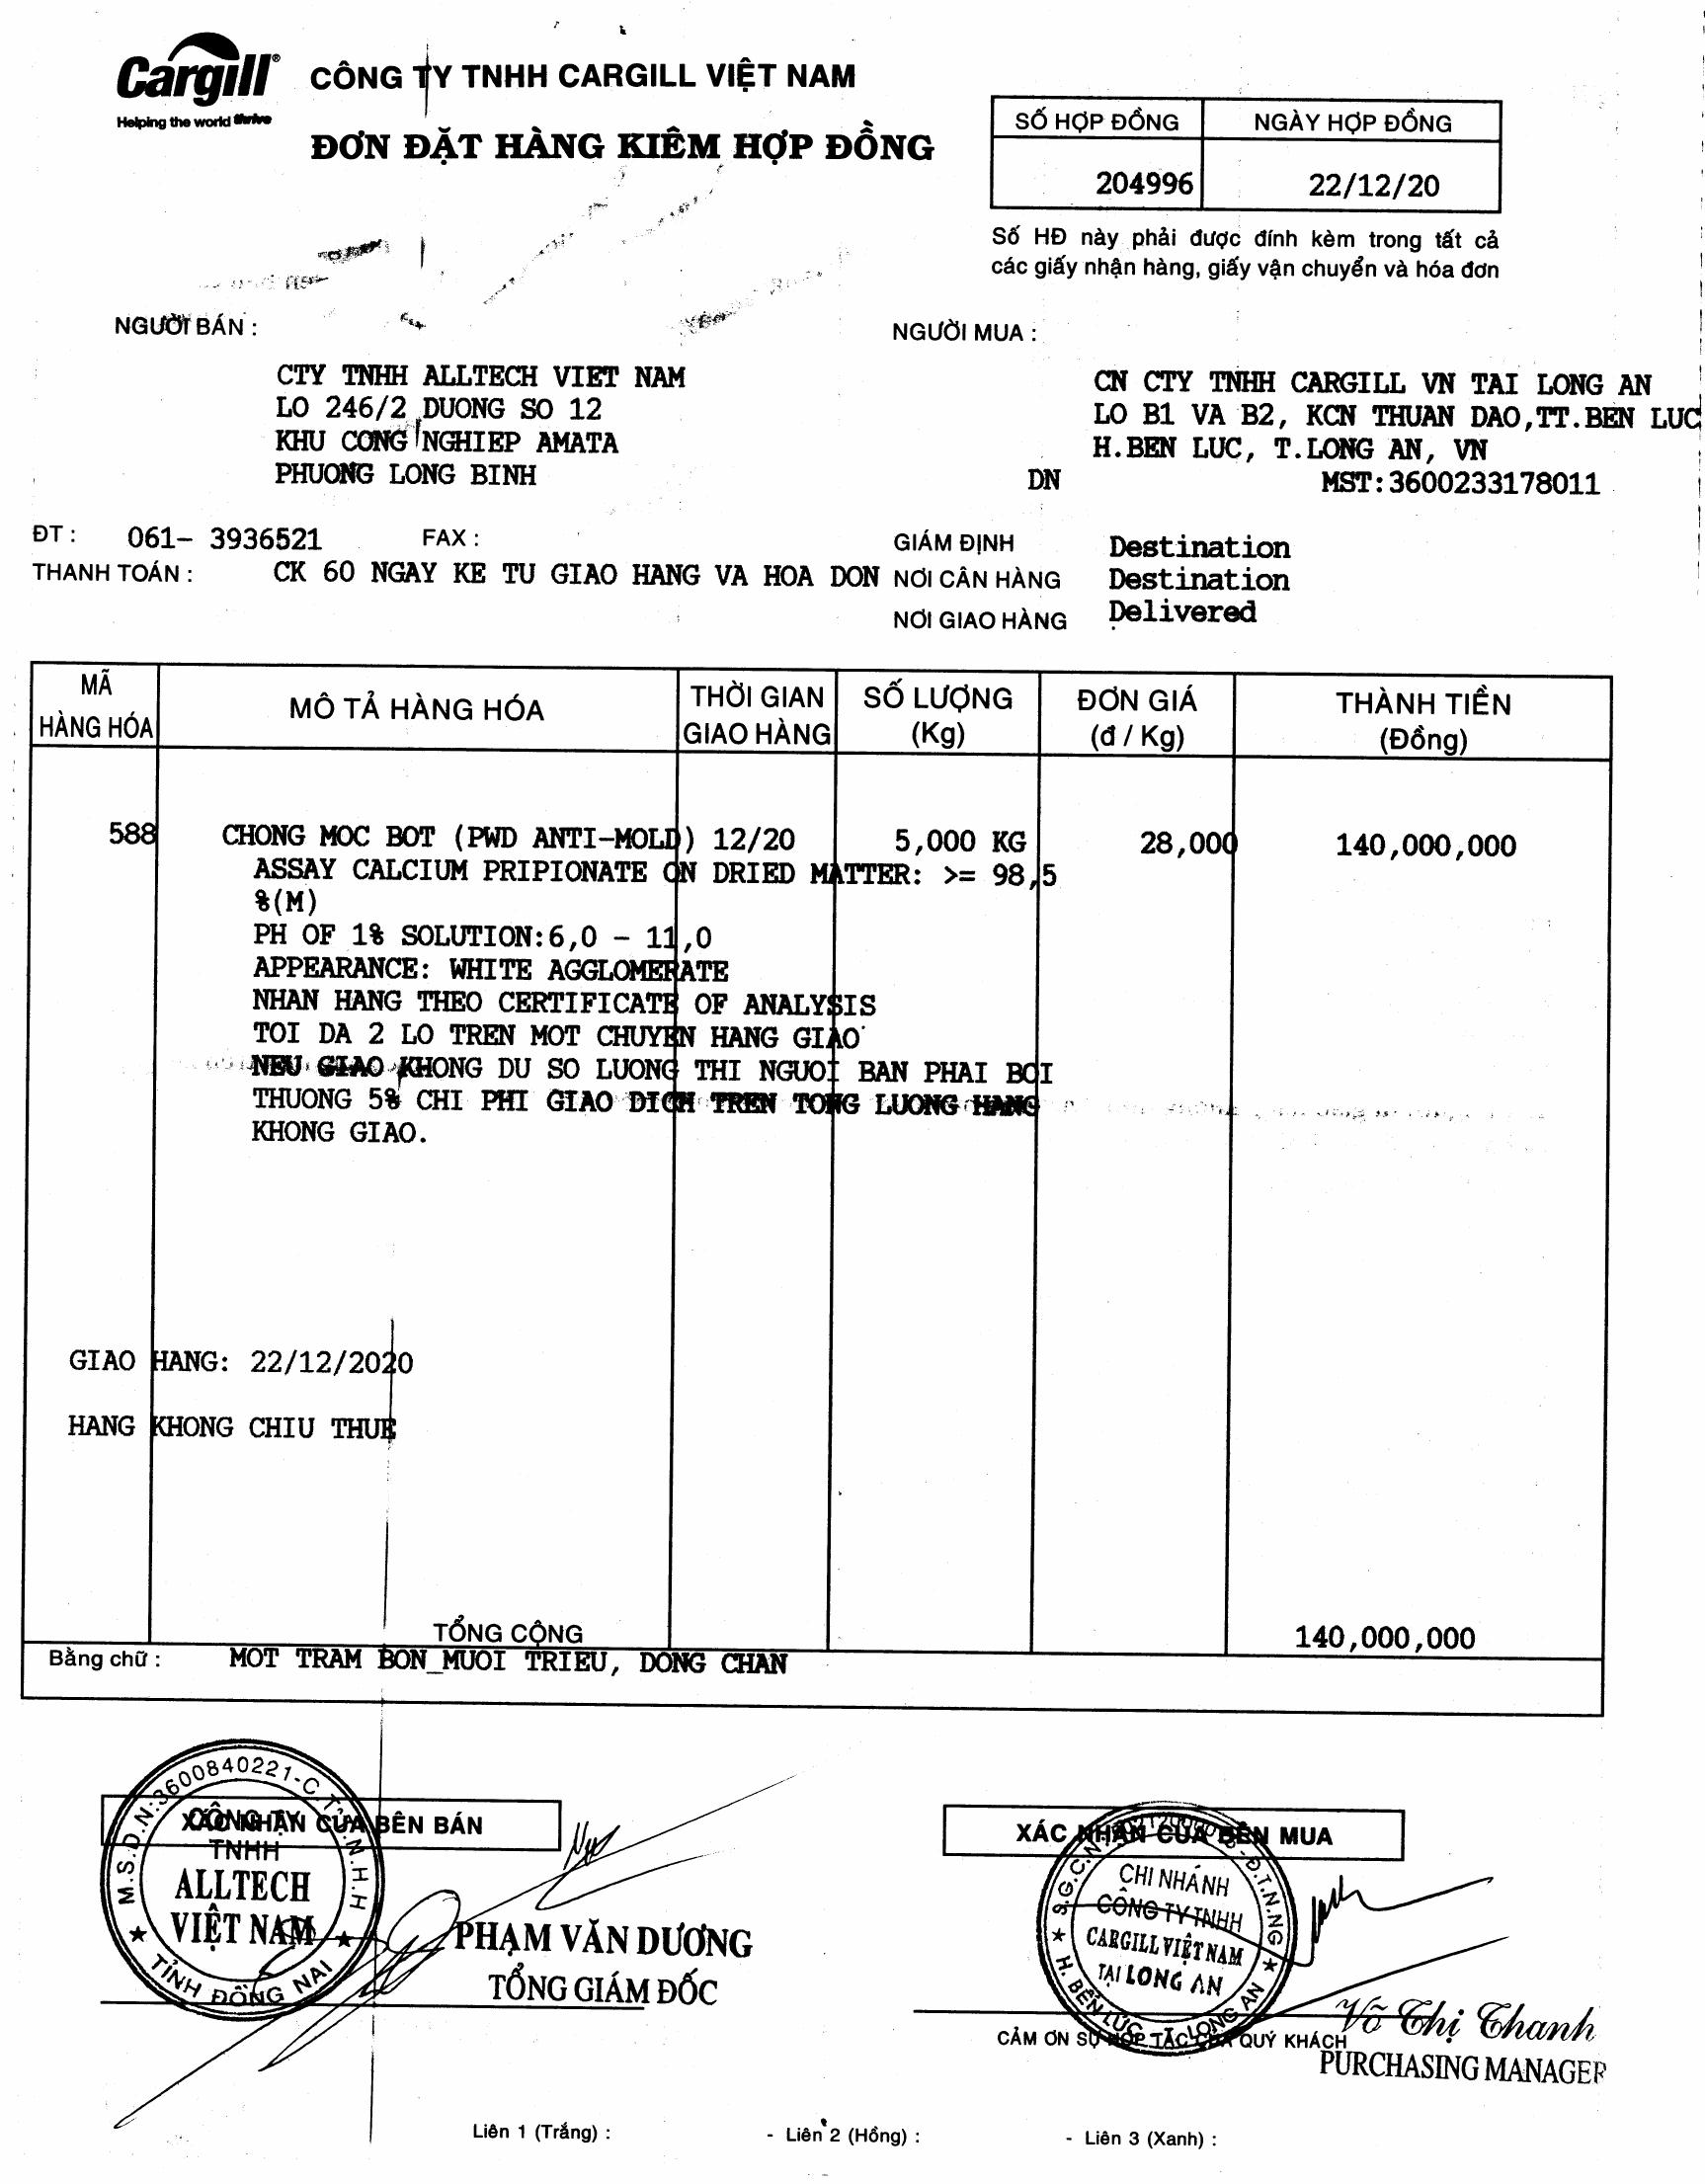 Cargill®
Helping the world thrive
CÔNG TY TNHH CARGILL VIỆT NAM
ĐƠN ĐẶT HÀNG KIÊM HỢP ĐỒNG
SỐ HỢP ĐỒNG NGÀY HỢP ĐỒNG
204996 22/12/20
Số HĐ này phải được đính kèm trong tất cả
các giấy nhận hàng, giấy vận chuyển và hóa đơn
NGƯỜI BÁN :
CTY TNHH ALLTECH VIET NAM
LO 246/2 DUONG SO 12
KHU CONG NGHIEP AMATA
PHUONG LONG BINH DN
NGƯỜI MUA :
CN CTY TNHH CARGILL VN TAI LONG AN
LO B1 VA B2, KCN THUAN DAO,TT.BEN LUC
H.BEN LUC, T.LONG AN, VN
MST:3600233178011
ĐT : 061- 3936521 FAX :
THANH TOÁN : CK 60 NGAY KE TU GIAO HANG VA HOA DON
GIÁM ĐỊNH Destination
NƠI CÂN HÀNG Destination
NƠI GIAO HÀNG Delivered
MÃ HÀNG HÓA MÔ TẢ HÀNG HÓA THỜI GIAN GIAO HÀNG SỐ LƯỢNG (Kg) ĐƠN GIÁ (đ / Kg) THÀNH TIỀN (Đồng)
588 CHONG MOC BOT (PWD ANTI-MOLD) 12/20 5,000 KG 28,000 140,000,000
ASSAY CALCIUM PRIPIONATE ON DRIED MATTER: >= 98,5
%(M)
PH OF 1% SOLUTION:6,0 - 11,0
APPEARANCE: WHITE AGGLOMERATE
NHAN HANG THEO CERTIFICATE OF ANALYSIS
TOI DA 2 LO TREN MOT CHUYEN HANG GIAO
NEU GIAO KHONG DU SO LUONG THI NGUOI BAN PHAI BOI
THUONG 5% CHI PHI GIAO DICH TREN TONG LUONG HANG
KHONG GIAO.
GIAO HANG: 22/12/2020
HANG KHONG CHIU THUE
TỔNG CỘNG 140,000,000
Bằng chữ : MOT TRAM BON_MUOI TRIEU, DONG CHAN
XÁC NHẬN CỦA BÊN BÁN
M.S.D.N:3600840221-C.T.T.N.H.H
CÔNG TY
TNHH
ALLTECH
VIỆT NAM
TỈNH ĐỒNG NAI
PHẠM VĂN DƯƠNG
TỔNG GIÁM ĐỐC
XÁC NHẬN CỦA BÊN MUA
CHI NHÁNH
CÔNG TY TNHH
CARGILL VIỆT NAM
TẠI LONG AN
H. BẾN LỨC - T. LONG AN
CẢM ƠN SỰ HỢP TÁC CỦA QUÝ KHÁCH
Võ Thị Thanh
PURCHASING MANAGER
Liên 1 (Trắng) : - Liên 2 (Hồng) : - Liên 3 (Xanh) :